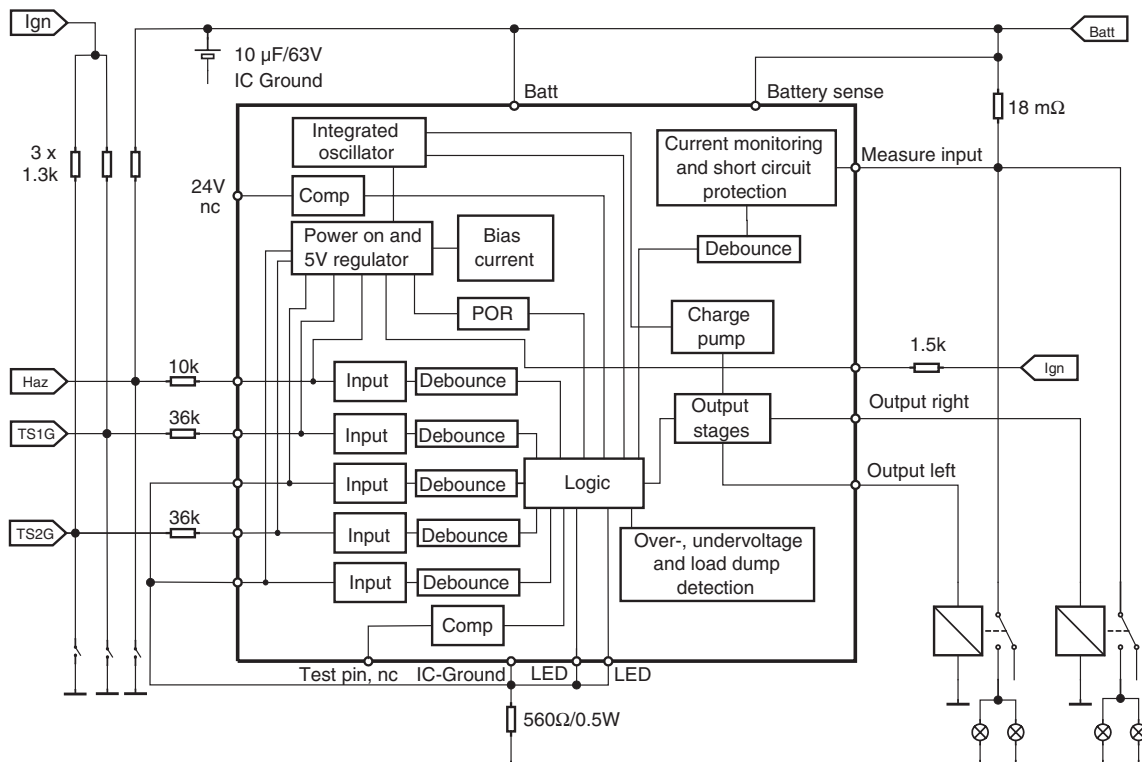 Ign
Batt
10 µF/63V
IC Ground
Batt
Battery sense
18 mΩ
3 x
1.3k
Integrated
oscillator
Current monitoring
and short circuit
protection
Measure input
24V
nc
Comp
Power on and
5V regulator
Bias
current
Debounce
POR
Charge
pump
1.5k
Ign
Haz
10k
Input
Debounce
Output
stages
Output right
TS1G
36k
Input
Debounce
Input
Debounce
Logic
Output left
TS2G
36k
Input
Debounce
Over-, undervoltage
and load dump
detection
Input
Debounce
Comp
Test pin, nc
IC-Ground
LED
LED
560Ω/0.5W